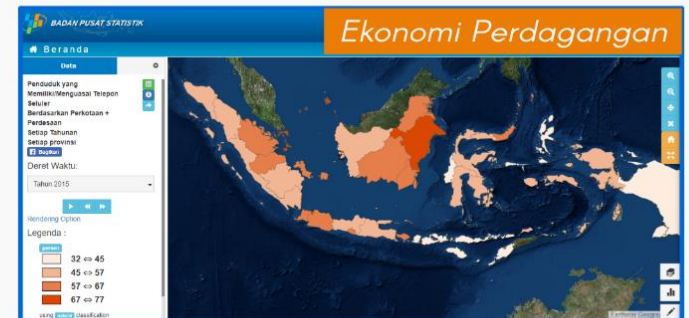 BADAN PUSAT STATISTIK
Ekonomi Perdagangan
Beranda
Data
Penduduk yang
Memiliki/Menguasai Telepon
Seluler
Berdasarkan Perkotaan +
Perdesaan
Setiap Tahunan
Setiap provinsi
Bagikan
Deret Waktu:
Tahun 2015
Rendering Option
Legenda :
32 ⇔ 45
45 ⇔ 57
57 ⇔ 67
67 ⇔ 77
using classification